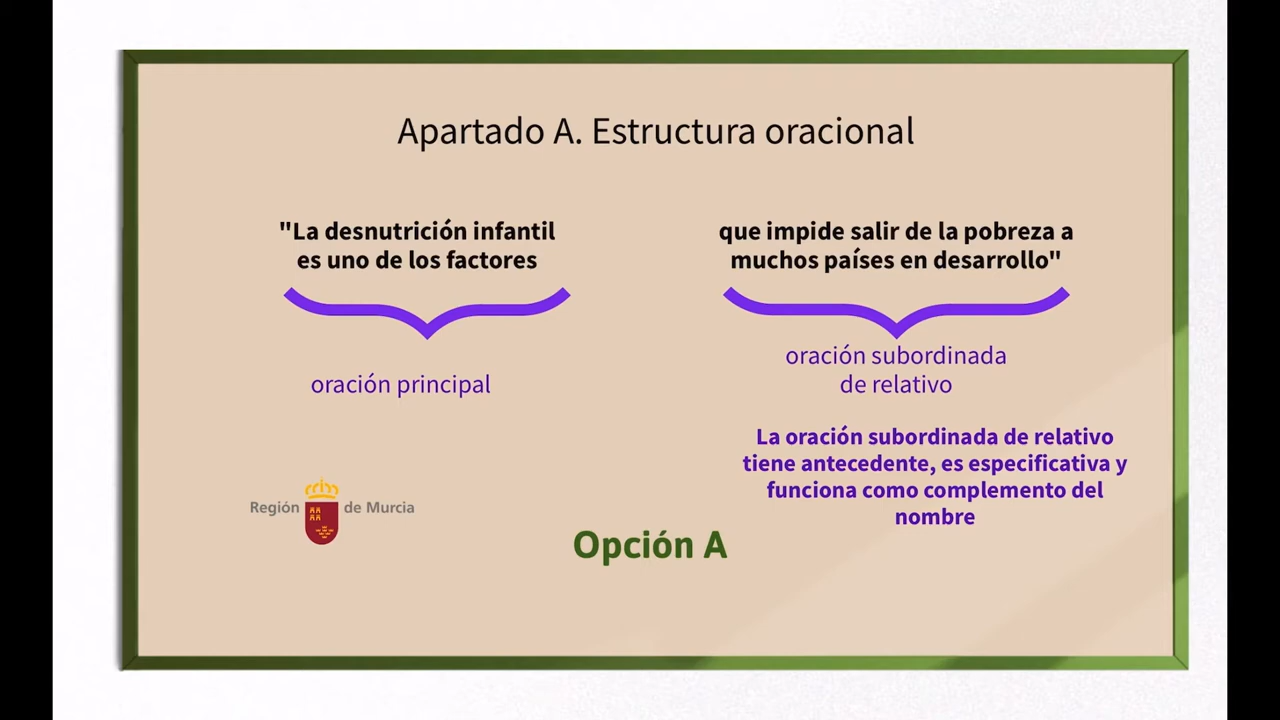 Apartado A. Estructura oracional
"La desnutrición infantil
es uno de los factores
que impide salir de la pobreza a
muchos países en desarrollo"
oración principal
oración subordinada
de relativo
La oración subordinada de relativo
tiene antecedente, es especificativa y
funciona como complemento del
nombre
Región de Murcia
Opción A